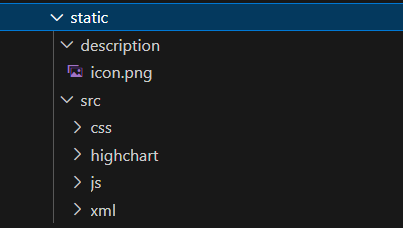 static
description
icon.png
src
css
highchart
js
xml